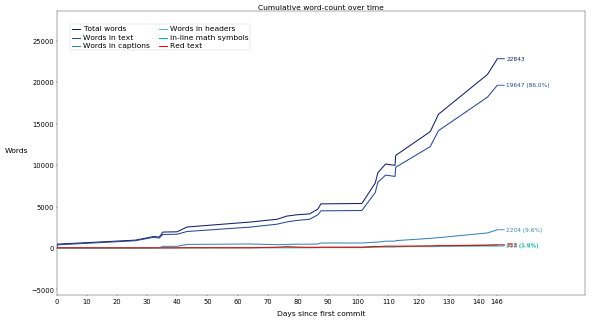 Cumulative word-count over time
Total words
Words in text
Words in captions
Words in headers
In-line math symbols
Red text
25000
20000
15000
10000
5000
0
−5000
Words
22843
19647 (86.0%)
2204 (9.6%)
0 10 20 30 40 50 60 70 80 90 100 110 120 130 140 146
Days since first commit